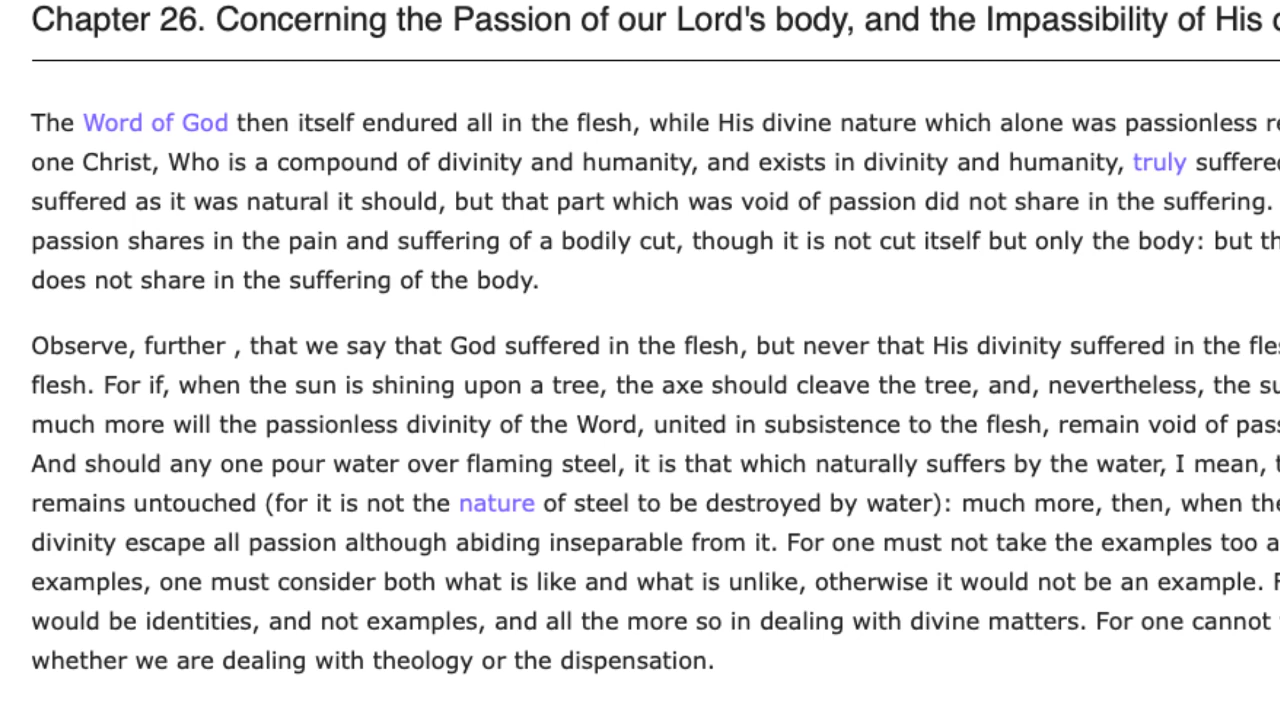 Chapter 26. Concerning the Passion of our Lord's body, and the Impassibility of His
The Word of God then itself endured all in the flesh, while His divine nature which alone was passionless
one Christ, Who is a compound of divinity and humanity, and exists in divinity and humanity, truly suffered
suffered as it was natural it should, but that part which was void of passion did not share in the suffering.
passion shares in the pain and suffering of a bodily cut, though it is not cut itself but only the body: but
does not share in the suffering of the body.
Observe, further , that we say that God suffered in the flesh, but never that His divinity suffered in the
flesh. For if, when the sun is shining upon a tree, the axe should cleave the tree, and, nevertheless, the
much more will the passionless divinity of the Word, united in subsistence to the flesh, remain void of
And should any one pour water over flaming steel, it is that which naturally suffers by the water, I mean,
remains untouched (for it is not the nature of steel to be destroyed by water): much more, then, when the
divinity escape all passion although abiding inseparable from it. For one must not take the examples too
examples, one must consider both what is like and what is unlike, otherwise it would not be an example.
would be identities, and not examples, and all the more so in dealing with divine matters. For one cannot
whether we are dealing with theology or the dispensation.